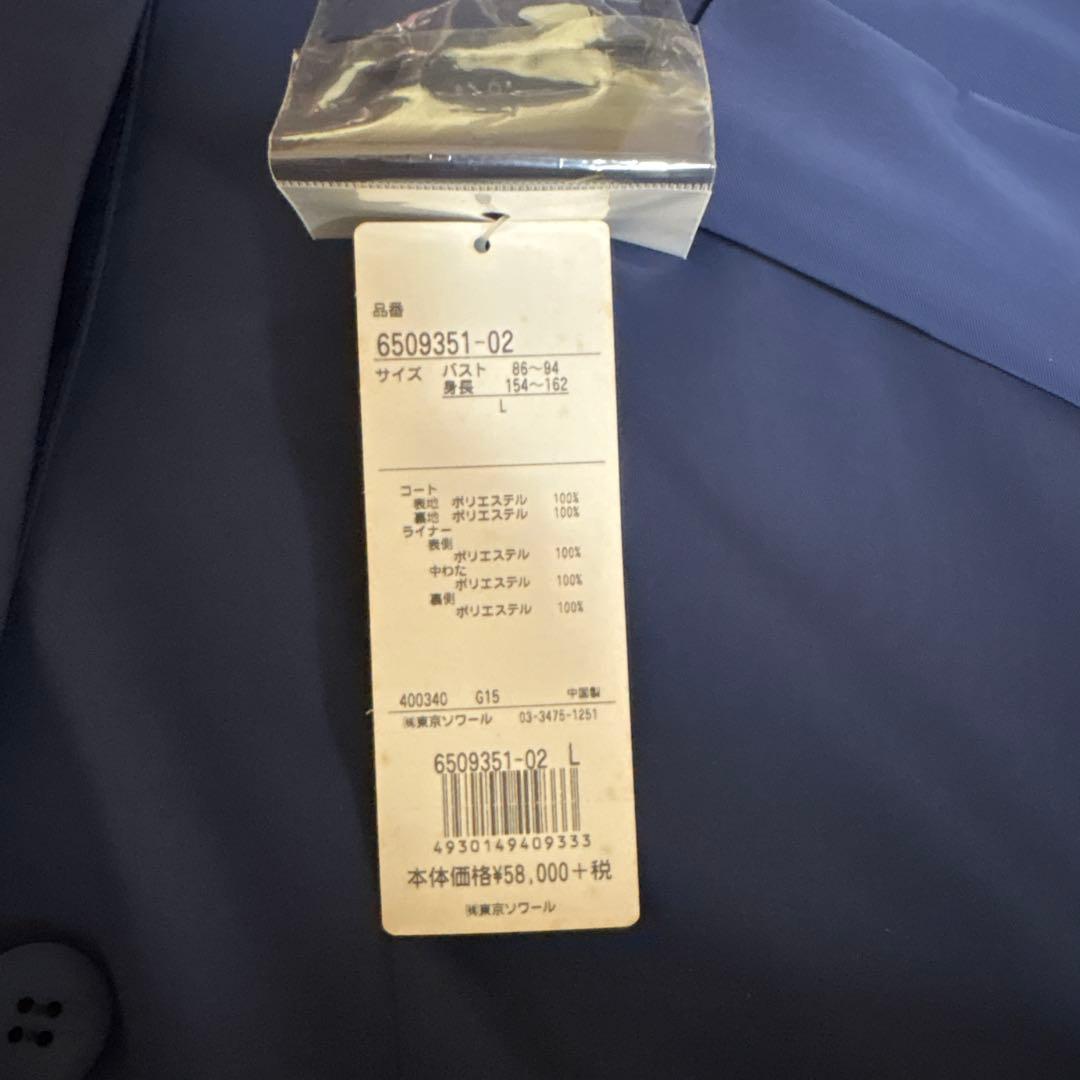 品番
6509351-02
サイズ バスト 86～94
身長 154～162
L
コート
表地 ポリエステル 100%
裏地 ポリエステル 100%
ライナー
表側
ポリエステル 100%
中わた
ポリエステル 100%
裏側
ポリエステル 100%
400340 G15 中国製
㈱東京ソワール 03-3475-1251
6509351-02 L
4930149409333
本体価格¥58,000+税
㈱東京ソワール